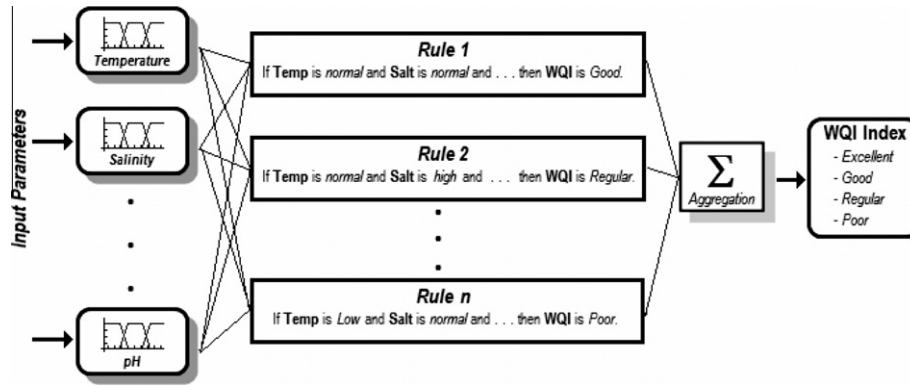 Input Parameters
Temperature
Salinity
pH
Rule 1
If Temp is normal and Salt is normal and . . . then WQI is Good.
Rule 2
If Temp is normal and Salt is high and . . . then WQI is Regular.
Rule n
If Temp is Low and Salt is normal and . . . then WQI is Poor.
Σ
Aggregation
WQI Index
- Excellent
- Good
- Regular
- Poor